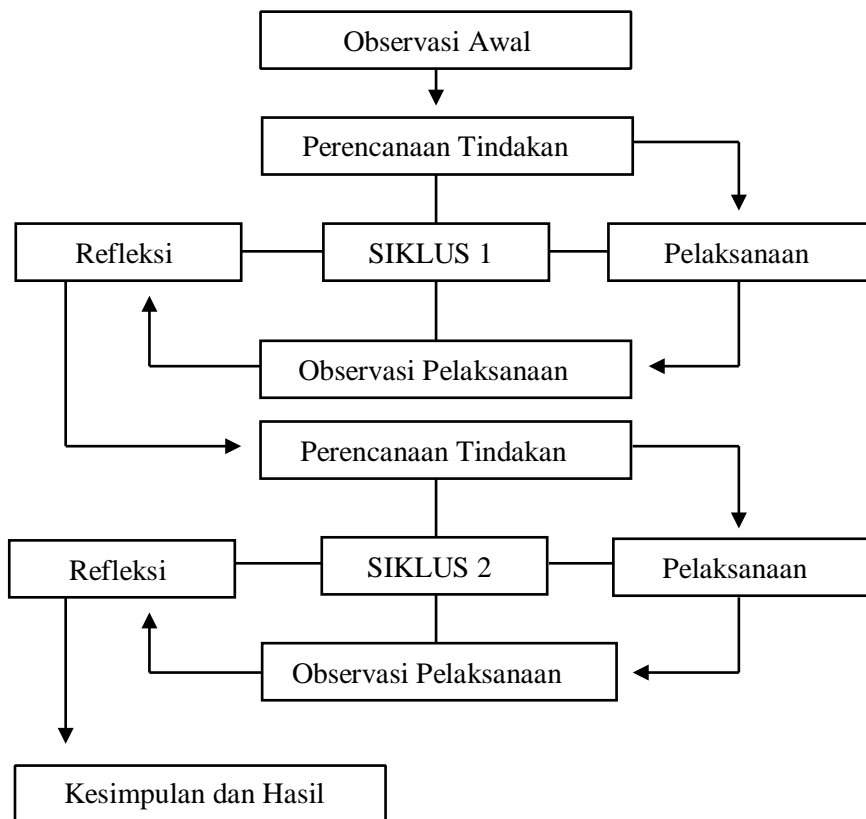 Observasi Awal
Perencanaan Tindakan
Refleksi
SIKLUS 1
Pelaksanaan
Observasi Pelaksanaan
Perencanaan Tindakan
Refleksi
SIKLUS 2
Pelaksanaan
Observasi Pelaksanaan
Kesimpulan dan Hasil